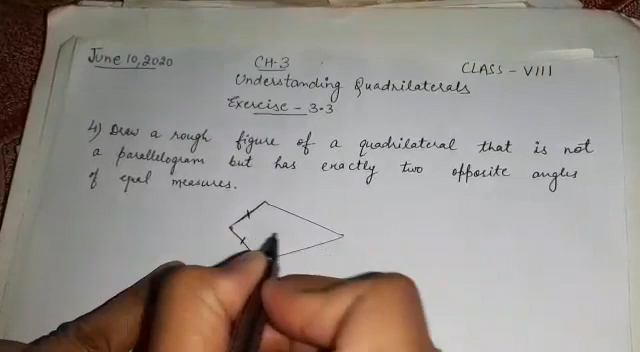 June 10, 2020 CH-3 CLASS - VIII
Understanding Quadrilaterals
Exercise - 3.3
4) Draw a rough figure of a quadrilateral that is not
a parallelogram but has exactly two opposite angles
of equal measures.